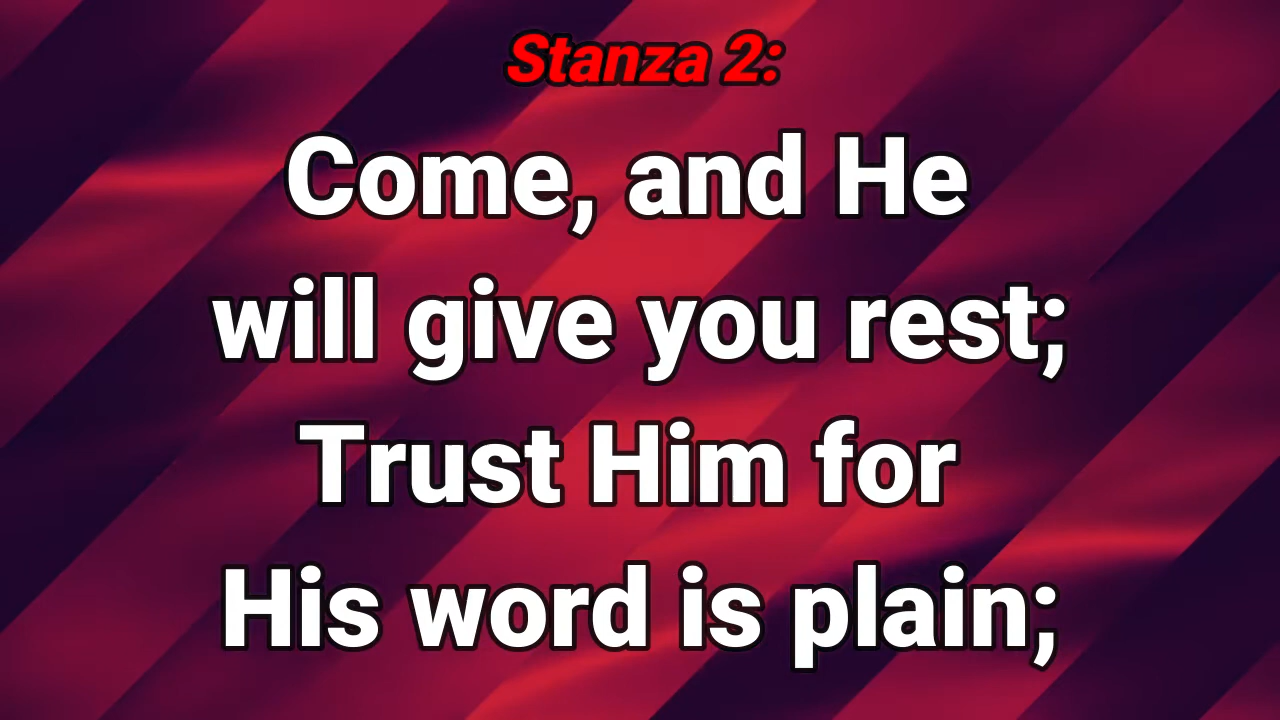 Stanza 2:
Come, and He
will give you rest;
Trust Him for
His word is plain;